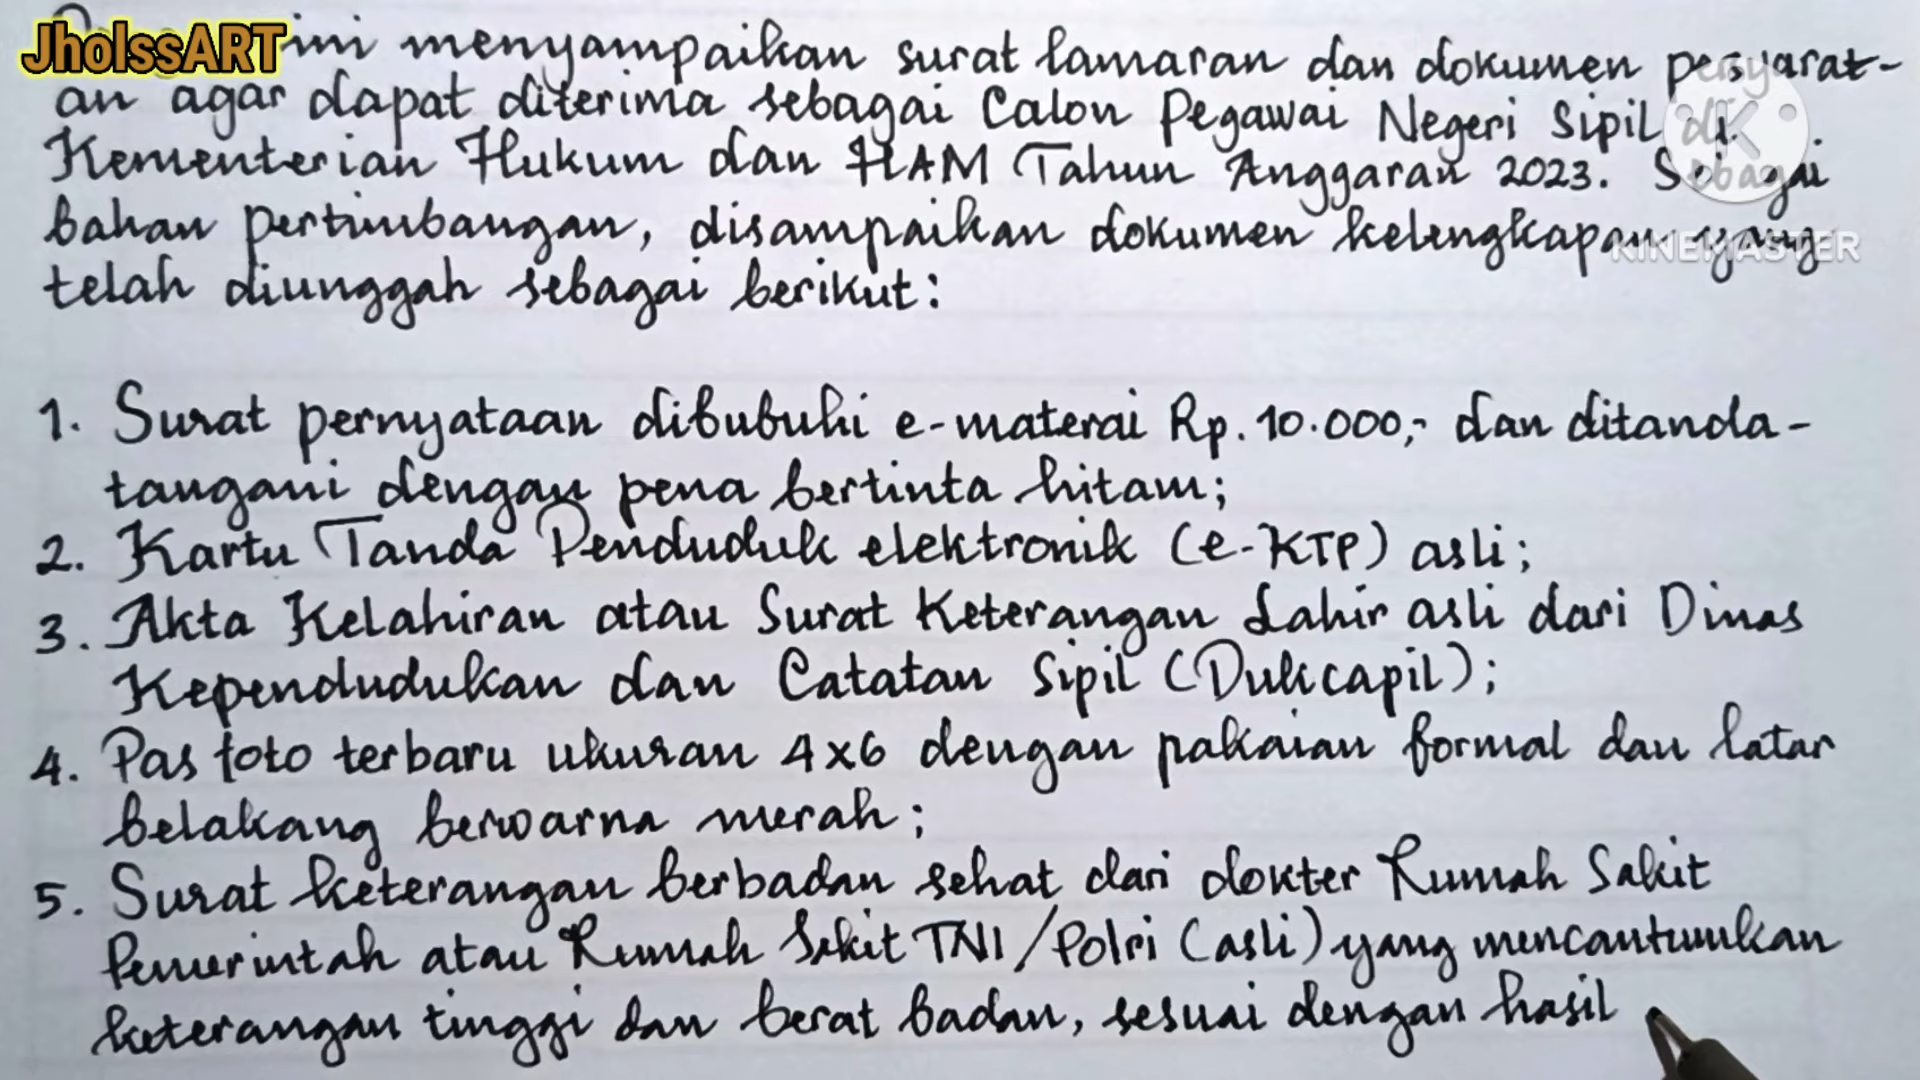 JhoIssART
ini menyampaikan surat lamaran dan dokumen persyarat-
an agar dapat diterima sebagai Calon Pegawai Negeri Sipil di
Kementerian Hukum dan HAM Tahun Anggaran 2023. Sebagai
bahan pertimbangan, disampaikan dokumen kelengkapan yang
KINEMASTER
telah diunggah sebagai berikut:
1. Surat pernyataan dibubuhi e-materai Rp. 10.000,- dan ditanda-
tangani dengan pena bertinta hitam;
2. Kartu Tanda Penduduk elektronik (e-KTP) asli;
3. Akta Kelahiran atau Surat Keterangan Lahir asli dari Dinas
Kependudukan dan Catatan Sipil (Dukcapil);
4. Pas foto terbaru ukuran 4x6 dengan pakaian formal dan latar
belakang berwarna merah;
5. Surat keterangan berbadan sehat dari dokter Rumah Sakit
Pemerintah atau Rumah Sakit TNI/Polri (asli) yang mencantumkan
keterangan tinggi dan berat badan, sesuai dengan hasil